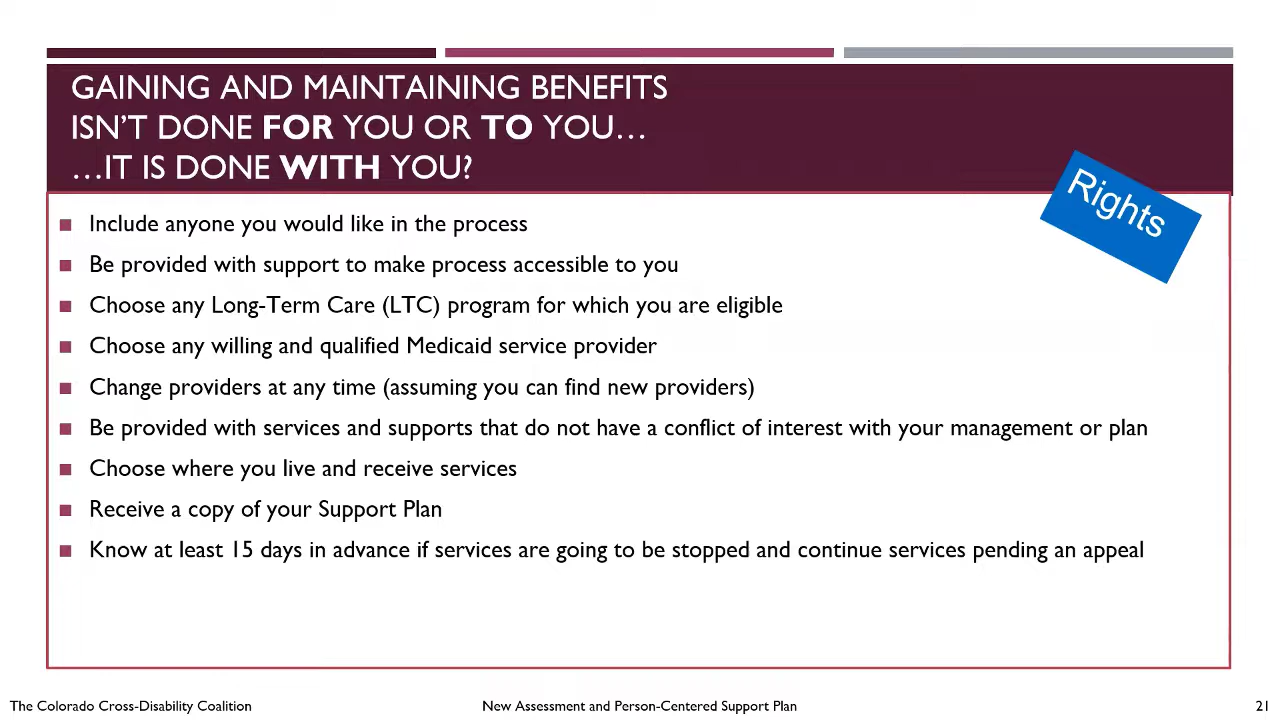 GAINING AND MAINTAINING BENEFITS
ISN'T DONE FOR YOU OR TO YOU…
…IT IS DONE WITH YOU?
Rights
Include anyone you would like in the process
Be provided with support to make process accessible to you
Choose any Long-Term Care (LTC) program for which you are eligible
Choose any willing and qualified Medicaid service provider
Change providers at any time (assuming you can find new providers)
Be provided with services and supports that do not have a conflict of interest with your management or plan
Choose where you live and receive services
Receive a copy of your Support Plan
Know at least 15 days in advance if services are going to be stopped and continue services pending an appeal
The Colorado Cross-Disability Coalition
New Assessment and Person-Centered Support Plan
21